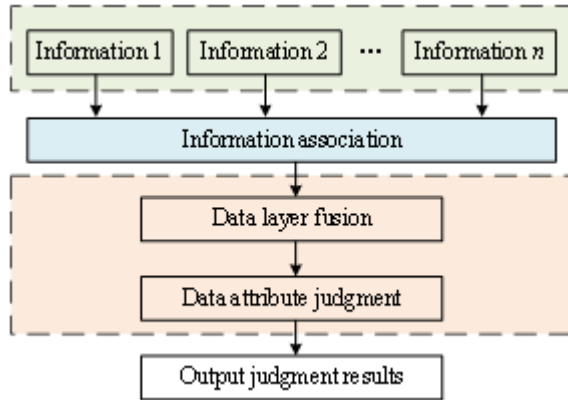 Information 1 Information 2 ... Information n
Information association
Data layer fusion
Data attribute judgment
Output judgment results